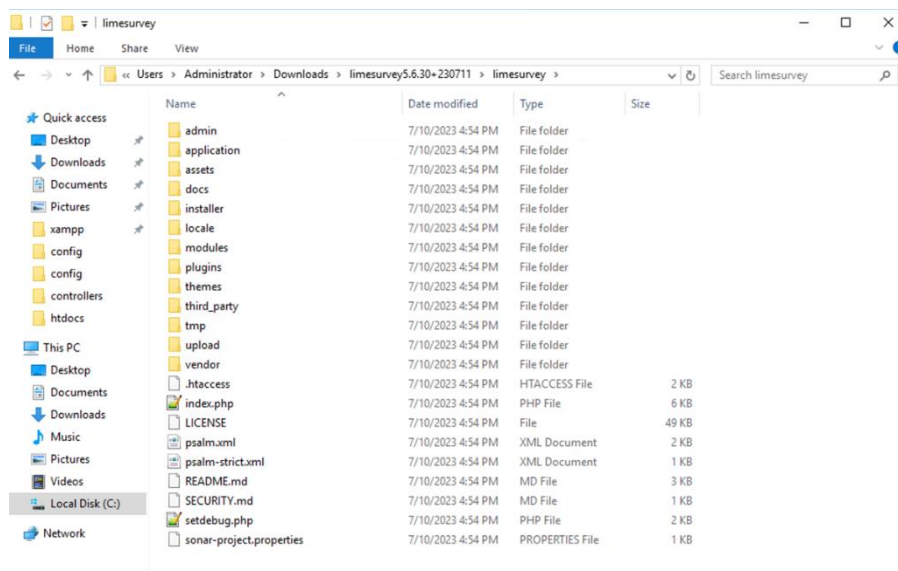 limesurvey
File Home Share View
« Users > Administrator > Downloads > limesurvey5.6.30+230711 > limesurvey >
Search limesurvey
Quick access
Desktop
Downloads
Documents
Pictures
xampp
config
config
controllers
htdocs
This PC
Desktop
Documents
Downloads
Music
Pictures
Videos
Local Disk (C:)
Network
Name Date modified Type Size
admin 7/10/2023 4:54 PM File folder
application 7/10/2023 4:54 PM File folder
assets 7/10/2023 4:54 PM File folder
docs 7/10/2023 4:54 PM File folder
installer 7/10/2023 4:54 PM File folder
locale 7/10/2023 4:54 PM File folder
modules 7/10/2023 4:54 PM File folder
plugins 7/10/2023 4:54 PM File folder
themes 7/10/2023 4:54 PM File folder
third_party 7/10/2023 4:54 PM File folder
tmp 7/10/2023 4:54 PM File folder
upload 7/10/2023 4:54 PM File folder
vendor 7/10/2023 4:54 PM File folder
.htaccess 7/10/2023 4:54 PM HTACCESS File 2 KB
index.php 7/10/2023 4:54 PM PHP File 6 KB
LICENSE 7/10/2023 4:54 PM File 49 KB
psalm.xml 7/10/2023 4:54 PM XML Document 2 KB
psalm-strict.xml 7/10/2023 4:54 PM XML Document 1 KB
README.md 7/10/2023 4:54 PM MD File 3 KB
SECURITY.md 7/10/2023 4:54 PM MD File 1 KB
setdebug.php 7/10/2023 4:54 PM PHP File 2 KB
sonar-project.properties 7/10/2023 4:54 PM PROPERTIES File 1 KB